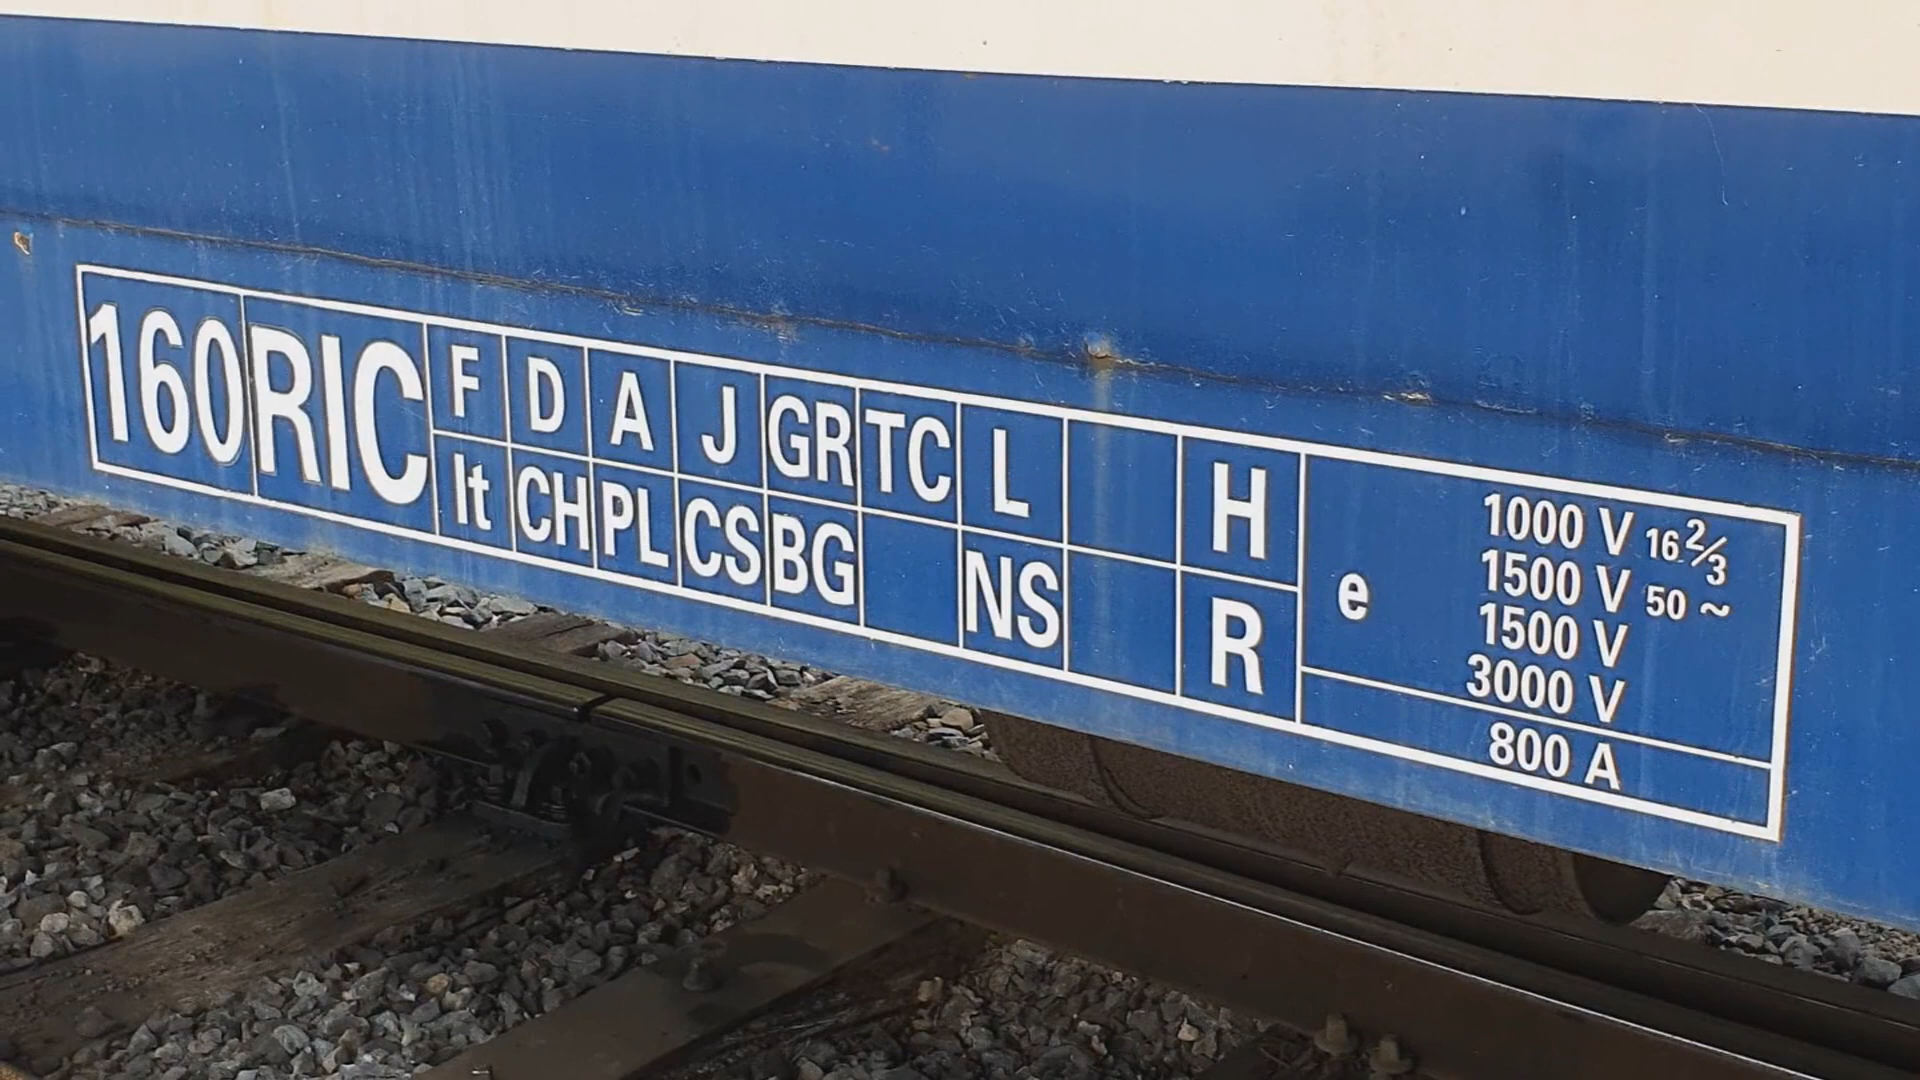 160 RIC F D A J GR TC L H
It CH PL CS BG NS R
e 1000 V 16 2/3
1500 V 50 ~
1500 V
3000 V
800 A